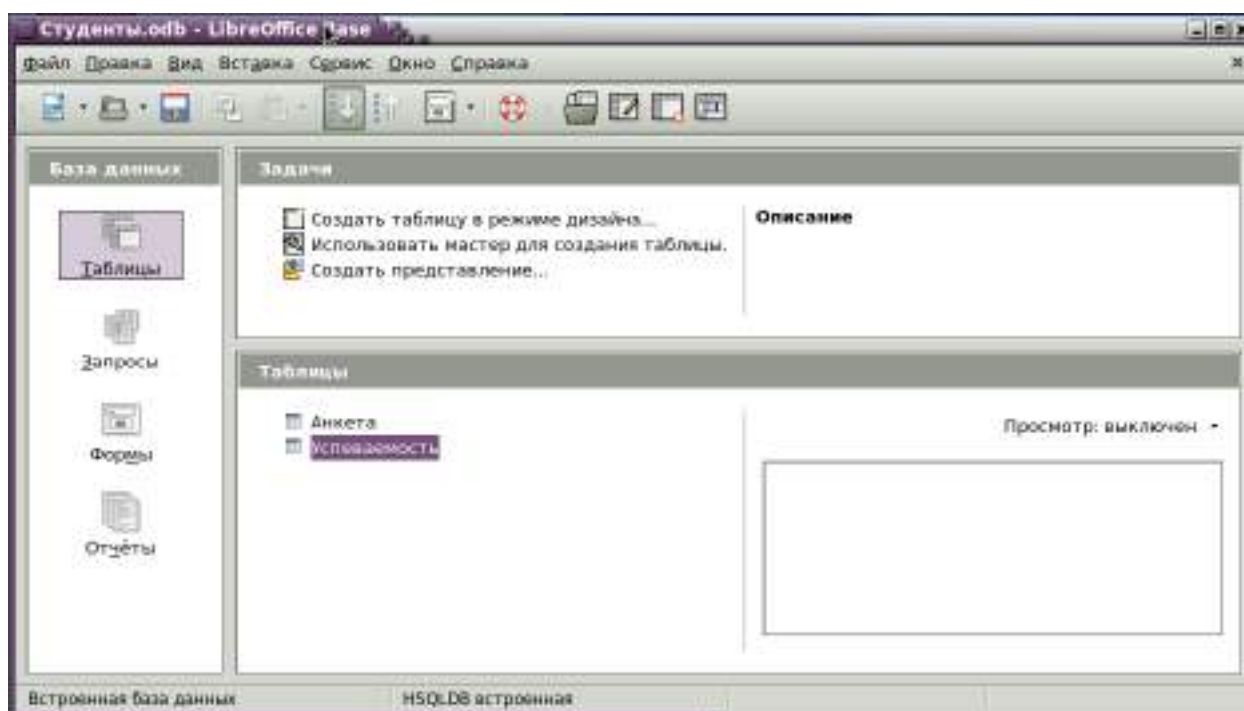 Студенты.odb - LibreOffice Base
Файл Правка Вид Вставка Сервис Окно Справка
База данных
Таблицы
Запросы
Формы
Отчёты
Задачи
Создать таблицу в режиме дизайна...
Использовать мастер для создания таблицы.
Создать представление...
Описание
Таблицы
Анкета
Успеваемость
Просмотр: выключен
Встроенная база данных
HSQLDB встроенная